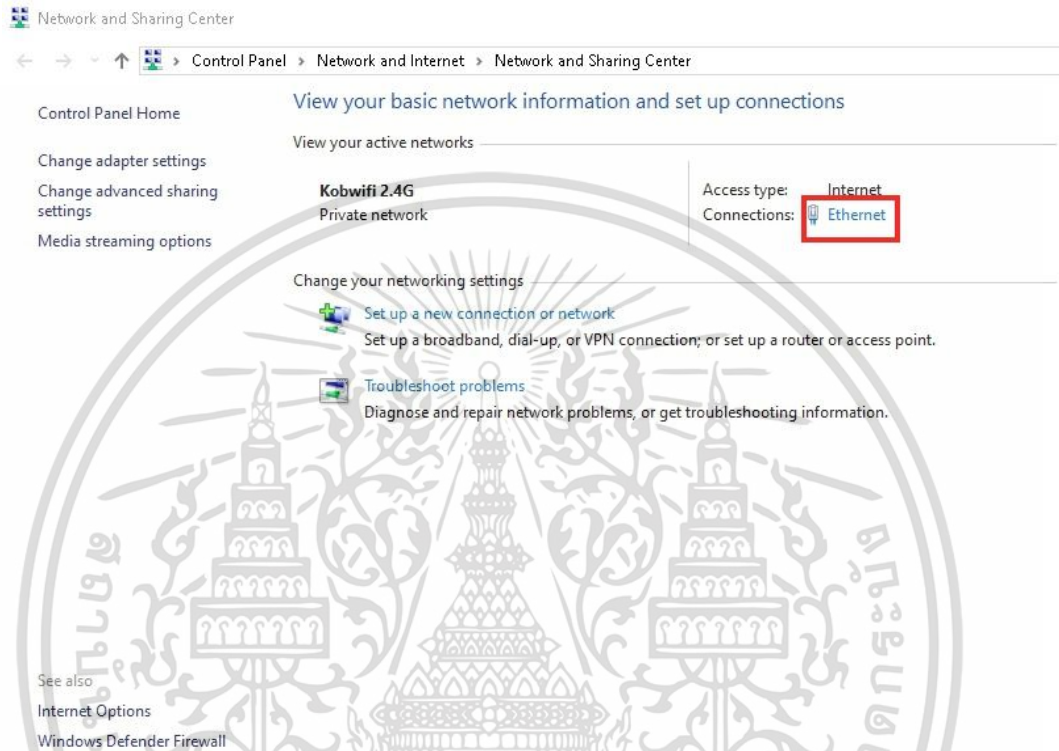 Network and Sharing Center
Control Panel > Network and Internet > Network and Sharing Center
Control Panel Home
Change adapter settings
Change advanced sharing
settings
Media streaming options
See also
Internet Options
Windows Defender Firewall
View your basic network information and set up connections
View your active networks
Kobwifi 2.4G
Private network
Access type: Internet
Connections: Ethernet
Change your networking settings
Set up a new connection or network
Set up a broadband, dial-up, or VPN connection; or set up a router or access point.
Troubleshoot problems
Diagnose and repair network problems, or get troubleshooting information.